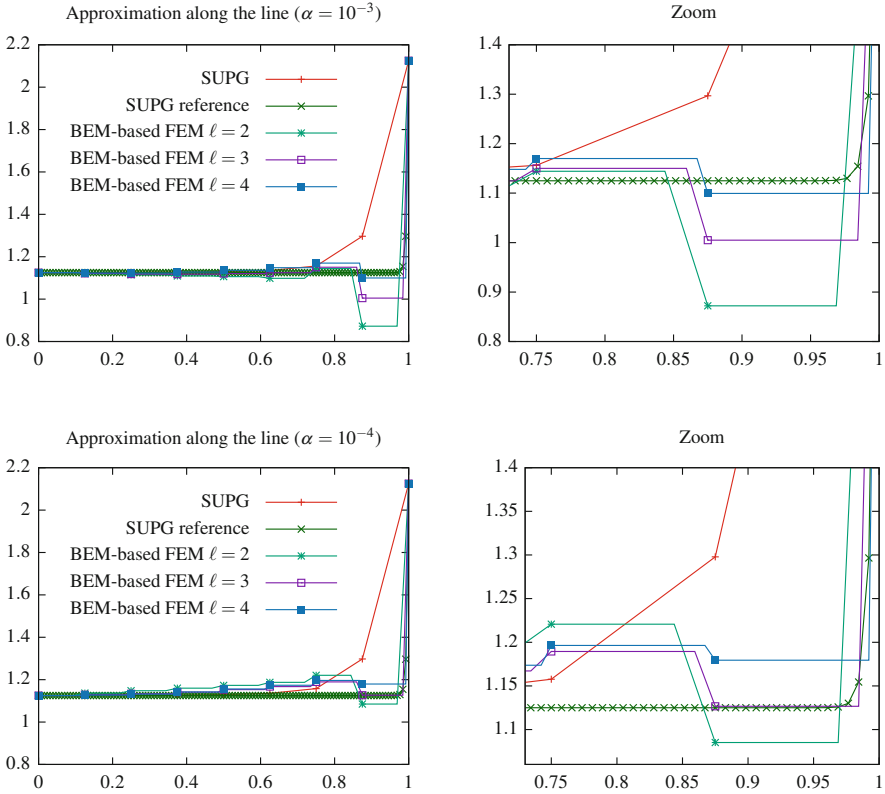 Approximation along the line (α = 10⁻³)
2.2
2
1.8
1.6
1.4
1.2
1
0.8
0 0.2 0.4 0.6 0.8 1
SUPG
SUPG reference
BEM-based FEM ℓ = 2
BEM-based FEM ℓ = 3
BEM-based FEM ℓ = 4
Zoom
1.4
1.3
1.2
1.1
1
0.9
0.8
0.75 0.8 0.85 0.9 0.95 1
Approximation along the line (α = 10⁻⁴)
2.2
2
1.8
1.6
1.4
1.2
1
0.8
0 0.2 0.4 0.6 0.8 1
SUPG
SUPG reference
BEM-based FEM ℓ = 2
BEM-based FEM ℓ = 3
BEM-based FEM ℓ = 4
Zoom
1.4
1.35
1.3
1.25
1.2
1.15
1.1
0.75 0.8 0.85 0.9 0.95 1